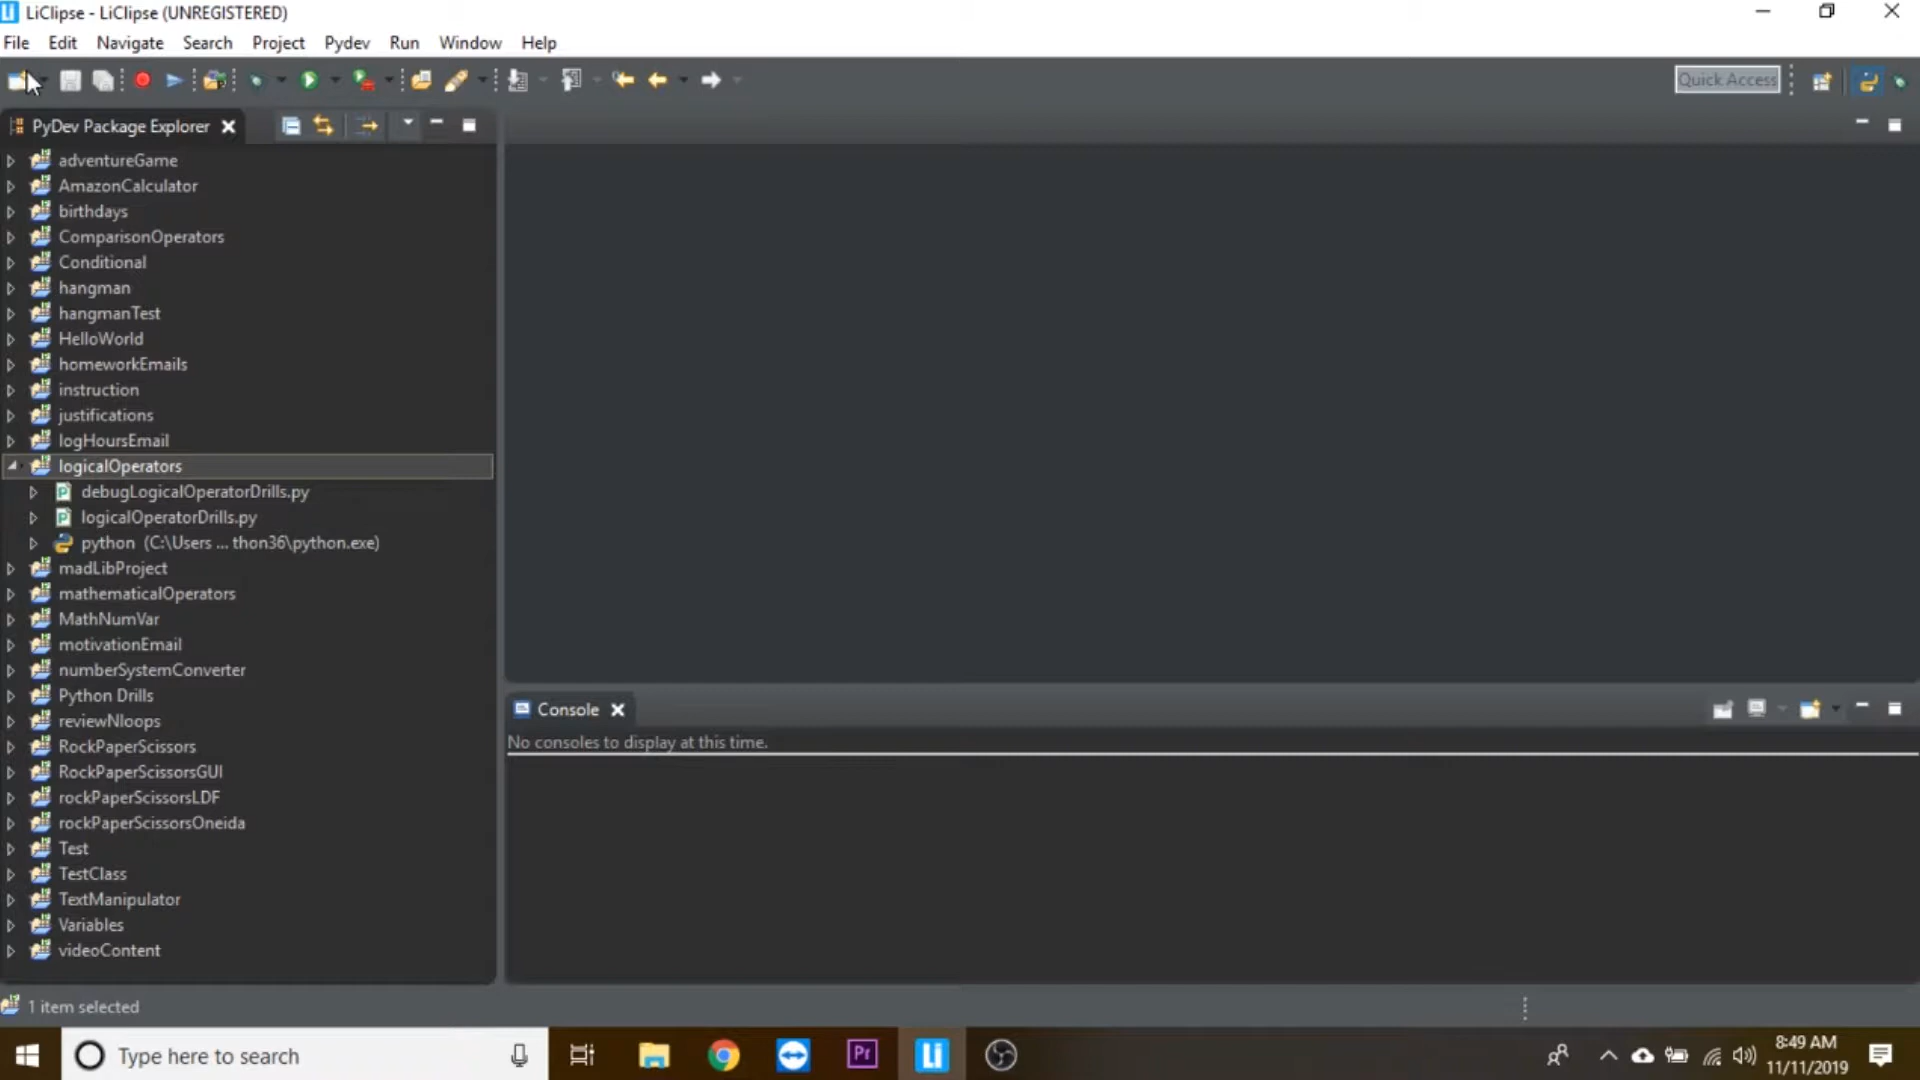 LiClipse - LiClipse (UNREGISTERED)
File Edit Navigate Search Project Pydev Run Window Help
Quick Access
PyDev Package Explorer
adventureGame
AmazonCalculator
birthdays
ComparisonOperators
Conditional
hangman
hangmanTest
HelloWorld
homeworkEmails
instruction
justifications
logHoursEmail
logicalOperators
debugLogicalOperatorDrills.py
logicalOperatorDrills.py
python (C:\Users ... thon36\python.exe)
madLibProject
mathematicalOperators
MathNumVar
motivationEmail
numberSystemConverter
Python Drills
reviewNloops
RockPaperScissors
RockPaperScissorsGUI
rockPaperScissorsLDF
rockPaperScissorsOneida
Test
TestClass
TextManipulator
Variables
videoContent
Console
No consoles to display at this time.
1 item selected
Type here to search
Pr
Li
8:49 AM
11/11/2019